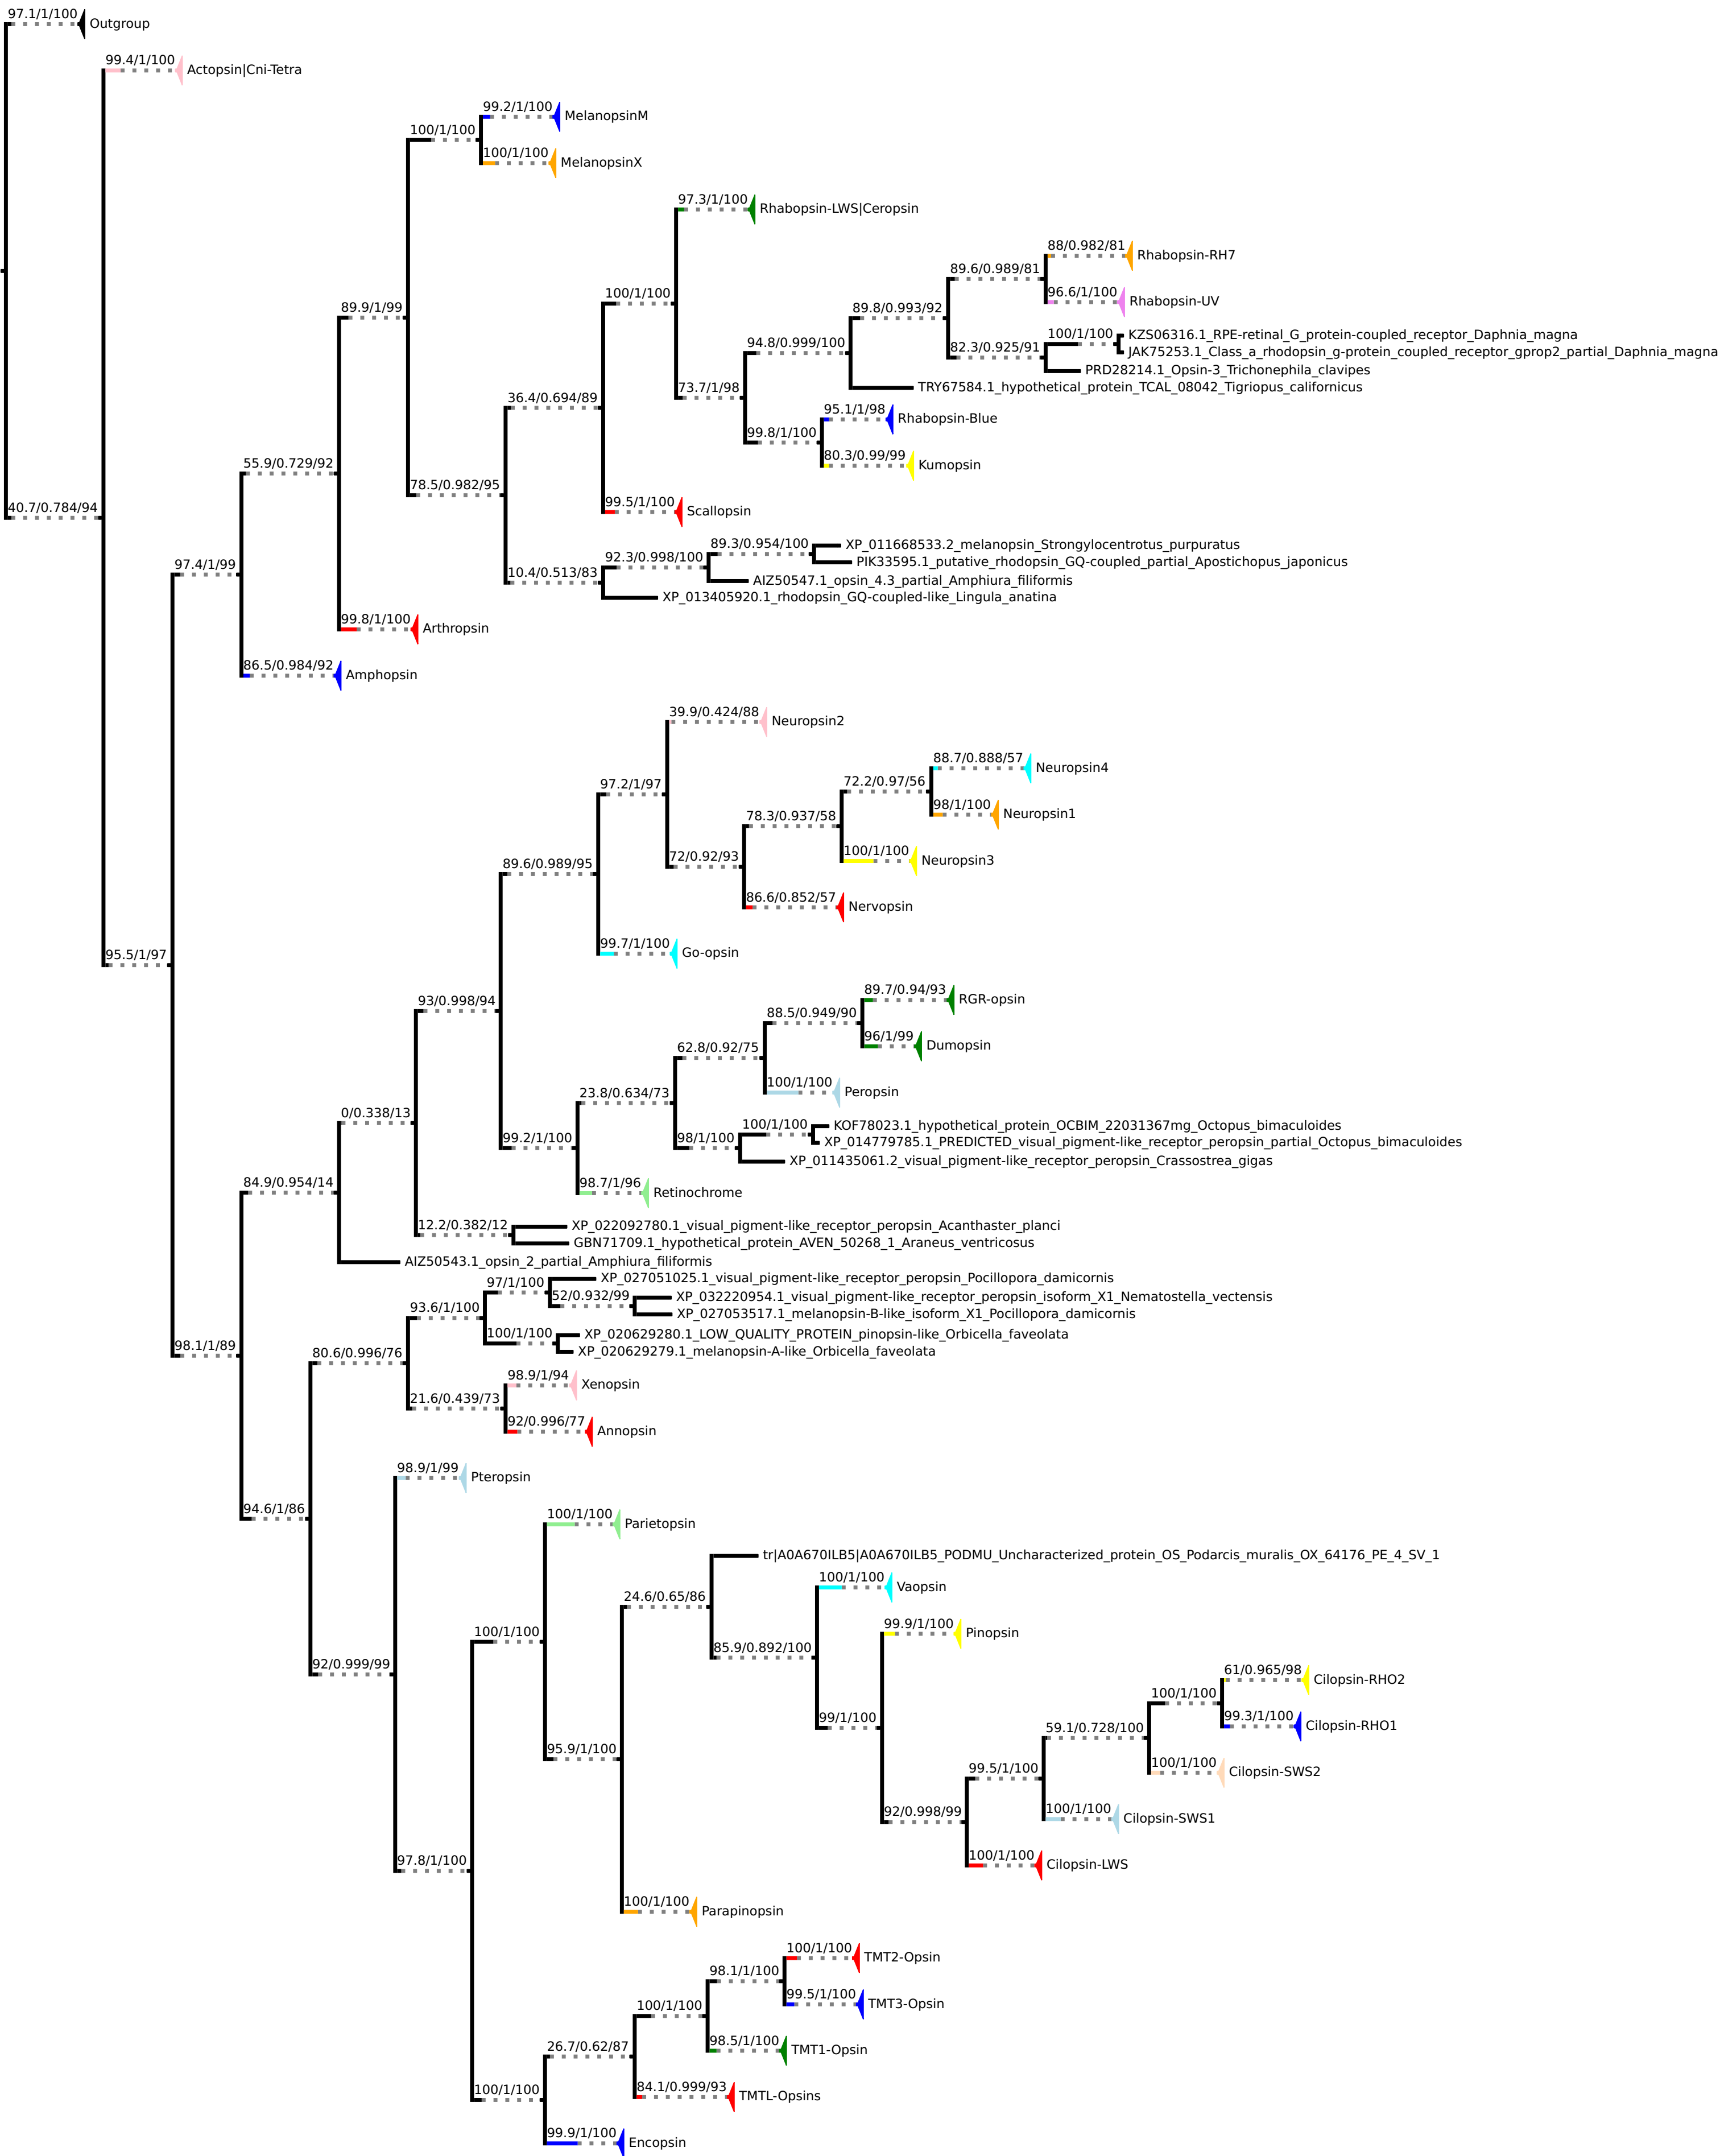 97.1/1/100 Outgroup
99.4/1/100 Actopsin|Cni-Tetra
99.2/1/100 MelanopsinM
100/1/100
100/1/100 MelanopsinX
97.3/1/100 Rhabopsin-LWS|Ceropsin
88/0.982/81 Rhabopsin-RH7
89.6/0.989/81
96.6/1/100 Rhabopsin-UV
100/1/100
89.9/1/99
89.8/0.993/92
100/1/100 KZS06316.1_RPE-retinal_G_protein-coupled_receptor_Daphnia_magna
94.8/0.999/100
82.3/0.925/91 JAK75253.1_Class_a_rhodopsin_g-protein_coupled_receptor_gprop2_partial_Daphnia_magna
PRD28214.1_Opsin-3_Trichonephila_clavipes
73.7/1/98
TRY67584.1_hypothetical_protein_TCAL_08042_Tigriopus_californicus
36.4/0.694/89
95.1/1/98 Rhabopsin-Blue
99.8/1/100
80.3/0.99/99 Kumopsin
55.9/0.729/92
78.5/0.982/95
99.5/1/100 Scallopsin
40.7/0.784/94
89.3/0.954/100 XP_011668533.2_melanopsin_Strongylocentrotus_purpuratus
92.3/0.998/100 PIK33595.1_putative_rhodopsin_GQ-coupled_partial_Apostichopus_japonicus
97.4/1/99
10.4/0.513/83 AIZ50547.1_opsin_4.3_partial_Amphiura_filiformis
XP_013405920.1_rhodopsin_GQ-coupled-like_Lingula_anatina
99.8/1/100 Arthropsin
86.5/0.984/92 Amphopsin
39.9/0.424/88 Neuropsin2
88.7/0.888/57 Neuropsin4
97.2/1/97
72.2/0.97/56
98/1/100 Neuropsin1
78.3/0.937/58
100/1/100 Neuropsin3
89.6/0.989/95
72/0.92/93
86.6/0.852/57 Nervopsin
99.7/1/100 Go-opsin
95.5/1/97
89.7/0.94/93 RGR-opsin
93/0.998/94
88.5/0.949/90
96/1/99 Dumopsin
62.8/0.92/75
100/1/100 Peropsin
23.8/0.634/73
0/0.338/13
100/1/100 KOF78023.1_hypothetical_protein_OCBIM_22031367mg_Octopus_bimaculoides
99.2/1/100
98/1/100 XP_014779785.1_PREDICTED_visual_pigment-like_receptor_peropsin_partial_Octopus_bimaculoides
XP_011435061.2_visual_pigment-like_receptor_peropsin_Crassostrea_gigas
84.9/0.954/14
98.7/1/96 Retinochrome
12.2/0.382/12 XP_022092780.1_visual_pigment-like_receptor_peropsin_Acanthaster_planci
GBN71709.1_hypothetical_protein_AVEN_50268_1_Araneus_ventricosus
AIZ50543.1_opsin_2_partial_Amphiura_filiformis
97/1/100 XP_027051025.1_visual_pigment-like_receptor_peropsin_Pocillopora_damicornis
52/0.932/99 XP_032220954.1_visual_pigment-like_receptor_peropsin_isoform_X1_Nematostella_vectensis
93.6/1/100 XP_027053517.1_melanopsin-B-like_isoform_X1_Pocillopora_damicornis
100/1/100 XP_020629280.1_LOW_QUALITY_PROTEIN_pinopsin-like_Orbicella_faveolata
98.1/1/89
XP_020629279.1_melanopsin-A-like_Orbicella_faveolata
80.6/0.996/76
98.9/1/94 Xenopsin
21.6/0.439/73
92/0.996/77 Annopsin
98.9/1/99 Pteropsin
94.6/1/86
100/1/100 Parietopsin
tr|A0A670ILB5|A0A670ILB5_PODMU_Uncharacterized_protein_OS_Podarcis_muralis_OX_64176_PE_4_SV_1
100/1/100 Vaopsin
24.6/0.65/86
99.9/1/100 Pinopsin
100/1/100
85.9/0.892/100
92/0.999/99
61/0.965/98 Cilopsin-RHO2
100/1/100
99.3/1/100 Cilopsin-RHO1
99/1/100
59.1/0.728/100
95.9/1/100
100/1/100 Cilopsin-SWS2
99.5/1/100
92/0.998/99
100/1/100 Cilopsin-SWS1
97.8/1/100
100/1/100 Cilopsin-LWS
100/1/100 Parapinopsin
100/1/100 TMT2-Opsin
98.1/1/100
99.5/1/100 TMT3-Opsin
100/1/100
98.5/1/100 TMT1-Opsin
26.7/0.62/87
100/1/100
84.1/0.999/93 TMTL-Opsins
99.9/1/100 Encopsin